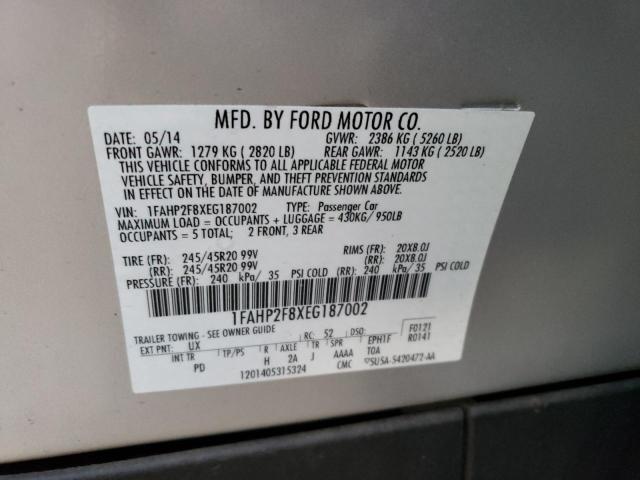 MFD. BY FORD MOTOR CO.
DATE: 05/14 GVWR: 2386 KG ( 5260 LB)
FRONT GAWR: 1279 KG ( 2820 LB) REAR GAWR: 1143 KG ( 2520 LB)
THIS VEHICLE CONFORMS TO ALL APPLICABLE FEDERAL MOTOR
VEHICLE SAFETY, BUMPER, AND THEFT PREVENTION STANDARDS
IN EFFECT ON THE DATE OF MANUFACTURE SHOWN ABOVE.
VIN: 1FAHP2F8XEG187002 TYPE: Passenger Car
MAXIMUM LOAD = OCCUPANTS + LUGGAGE = 430KG/ 950LB
OCCUPANTS = 5 TOTAL; 2 FRONT, 3 REAR
TIRE (FR): 245/45R20 99V RIMS (FR): 20X8.0J
(RR): 245/45R20 99V (RR): 20X8.0J
PRESSURE (FR): 240 kPa/ 35 PSI COLD (RR): 240 kPa/ 35 PSI COLD
1FAHP2F8XEG187002
TRAILER TOWING - SEE OWNER GUIDE RC: 52 DSO: F0121
EXT PNT: UX TP/PS R AXLE TR SPR EPH1F R0141
INT TR PD H 2A J AAAA TOA
1201405315324 CMC SU5A-5420472-AA